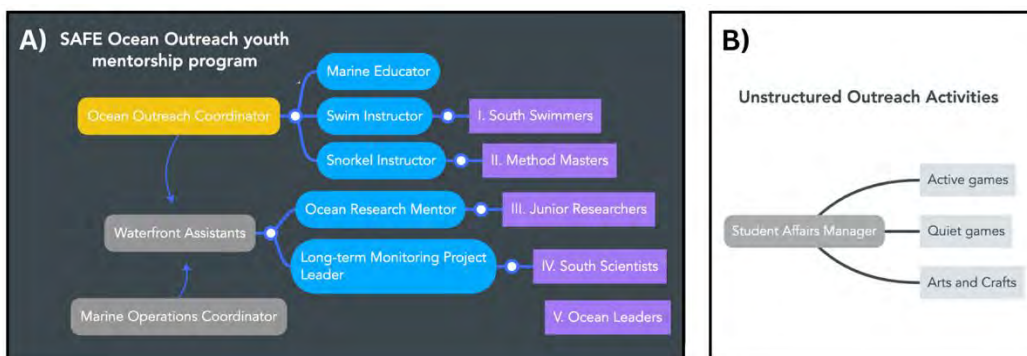 A) SAFE Ocean Outreach youth
mentorship program
Ocean Outreach Coordinator
Marine Educator
Swim Instructor
I. South Swimmers
Snorkel Instructor
II. Method Masters
Waterfront Assistants
Ocean Research Mentor
III. Junior Researchers
Long-term Monitoring Project
Leader
IV. South Scientists
Marine Operations Coordinator
V. Ocean Leaders
B)
Unstructured Outreach Activities
Student Affairs Manager
Active games
Quiet games
Arts and Crafts